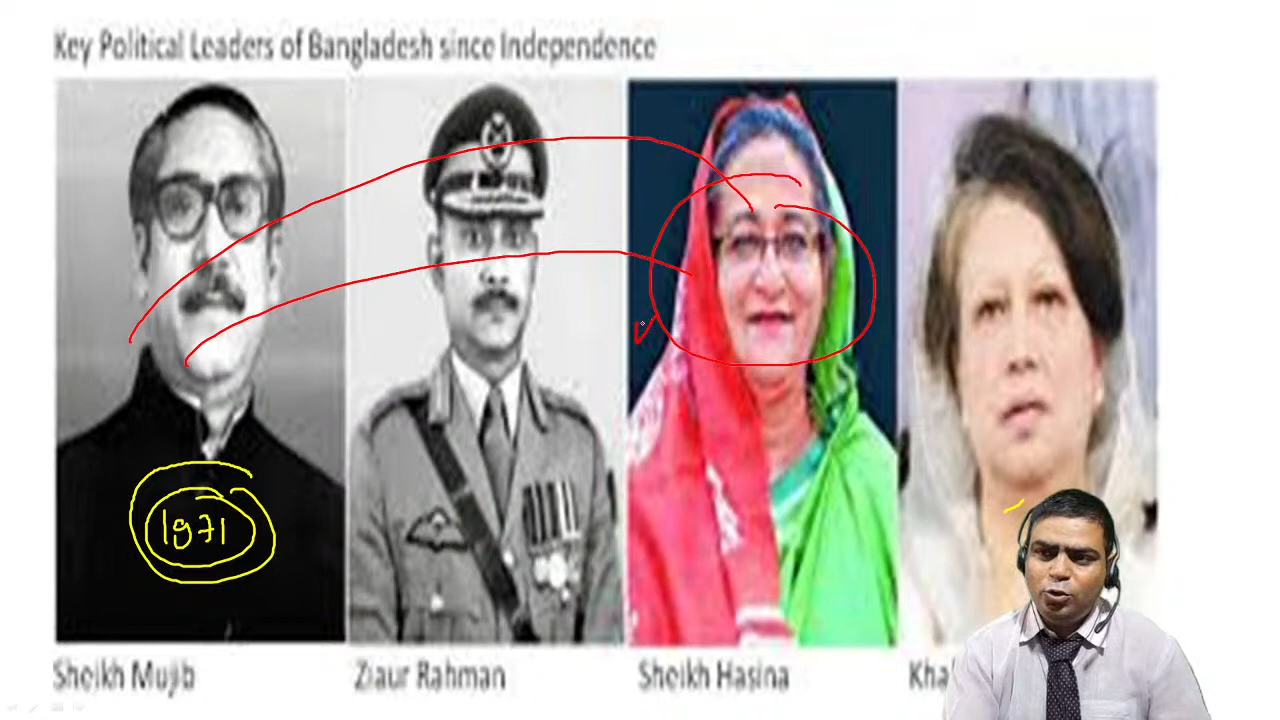 Key Political Leaders of Bangladesh since Independence
1971
Sheikh Mujib
Ziaur Rahman
Sheikh Hasina
Kha